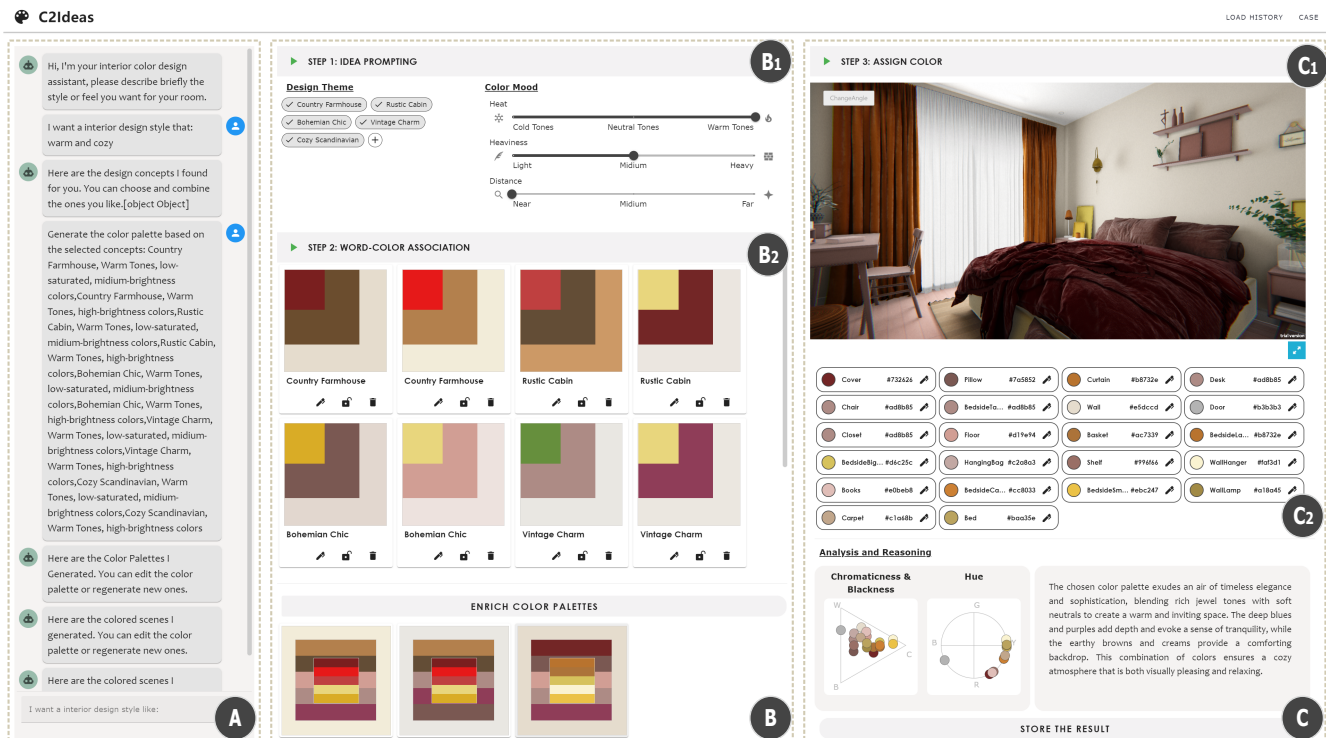 C2Ideas
LOAD HISTORY CASE
Hi, I'm your interior color design
assistant, please describe briefly the
style or feel you want for your room.
I want a interior design style that:
warm and cozy
Here are the design concepts I found
for you. You can choose and combine
the ones you like.[object Object]
Generate the color palette based on
the selected concepts: Country
Farmhouse, Warm Tones, low-
saturated, midium-brightness
colors,Country Farmhouse, Warm
Tones, high-brightness colors,Rustic
Cabin, Warm Tones, low-saturated,
midium-brightness colors,Rustic Cabin,
Warm Tones, high-brightness
colors,Bohemian Chic, Warm Tones,
low-saturated, midium-brightness
colors,Bohemian Chic, Warm Tones,
high-brightness colors,Vintage Charm,
Warm Tones, low-saturated, midium-
brightness colors,Vintage Charm,
Warm Tones, high-brightness
colors,Cozy Scandinavian, Warm
Tones, low-saturated, midium-
brightness colors,Cozy Scandinavian,
Warm Tones, high-brightness colors
Here are the Color Palettes I
Generated. You can edit the color
palette or regenerate new ones.
Here are the colored scenes I
generated. You can edit the color
palette or regenerate new ones.
Here are the colored scenes I
I want a interior design style like:
A
STEP 1: IDEA PROMPTING
B1
Design Theme
Country Farmhouse Rustic Cabin
Bohemian Chic Vintage Charm
Cozy Scandinavian
Color Mood
Heat
Cold Tones Neutral Tones Warm Tones
Heaviness
Light Midium Heavy
Distance
Near Midium Far
STEP 2: WORD-COLOR ASSOCIATION
B2
Country Farmhouse Country Farmhouse Rustic Cabin Rustic Cabin
Bohemian Chic Bohemian Chic Vintage Charm Vintage Charm
ENRICH COLOR PALETTES
B
STEP 3: ASSIGN COLOR
C1
ChangeAngle
trial version
Cover #732626 Pillow #7a5852 Curtain #b8732e Desk #ad8b85
Chair #ad8b85 BedsideTa... #ad8b85 Wall #e5dccd Door #b3b3b3
Closet #ad8b85 Floor #d19e94 Basket #ac7339 BedsideLa... #b8732e
BedsideBig... #d6c25c HangingBag #c2a8a3 Shelf #996f66 WallHanger #faf3d1
Books #e0beb8 BedsideCa... #cc8033 BedsideSm... #ebc247 WallLamp #a18a45
Carpet #c1a68b Bed #baa35e
C2
Analysis and Reasoning
Chromaticness &
Blackness
W
C
B
Hue
G
B Y
R
The chosen color palette exudes an air of timeless elegance
and sophistication, blending rich jewel tones with soft
neutrals to create a warm and inviting space. The deep blues
and purples add depth and evoke a sense of tranquility, while
the earthy browns and creams provide a comforting
backdrop. This combination of colors ensures a cozy
atmosphere that is both visually pleasing and relaxing.
STORE THE RESULT
C